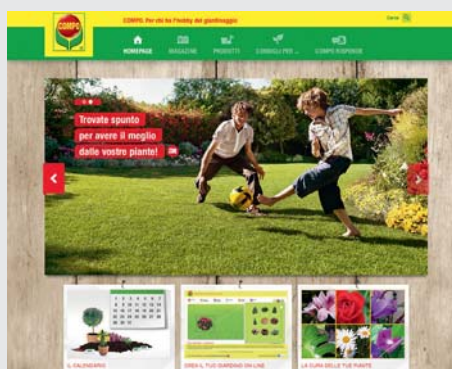 COMPO
COMPO. Per chi ha l'hobby del giardinaggio
Cerca
HOMEPAGE
MAGAZINE
PRODOTTI
CONSIGLI PER ...
COMPO RISPONDE
Trovate spunto
per avere il meglio
dalle vostro piante!
IL CALENDARIO
CREA IL TUO GIARDINO ON LINE
LA CURA DELLE TUE PIANTE